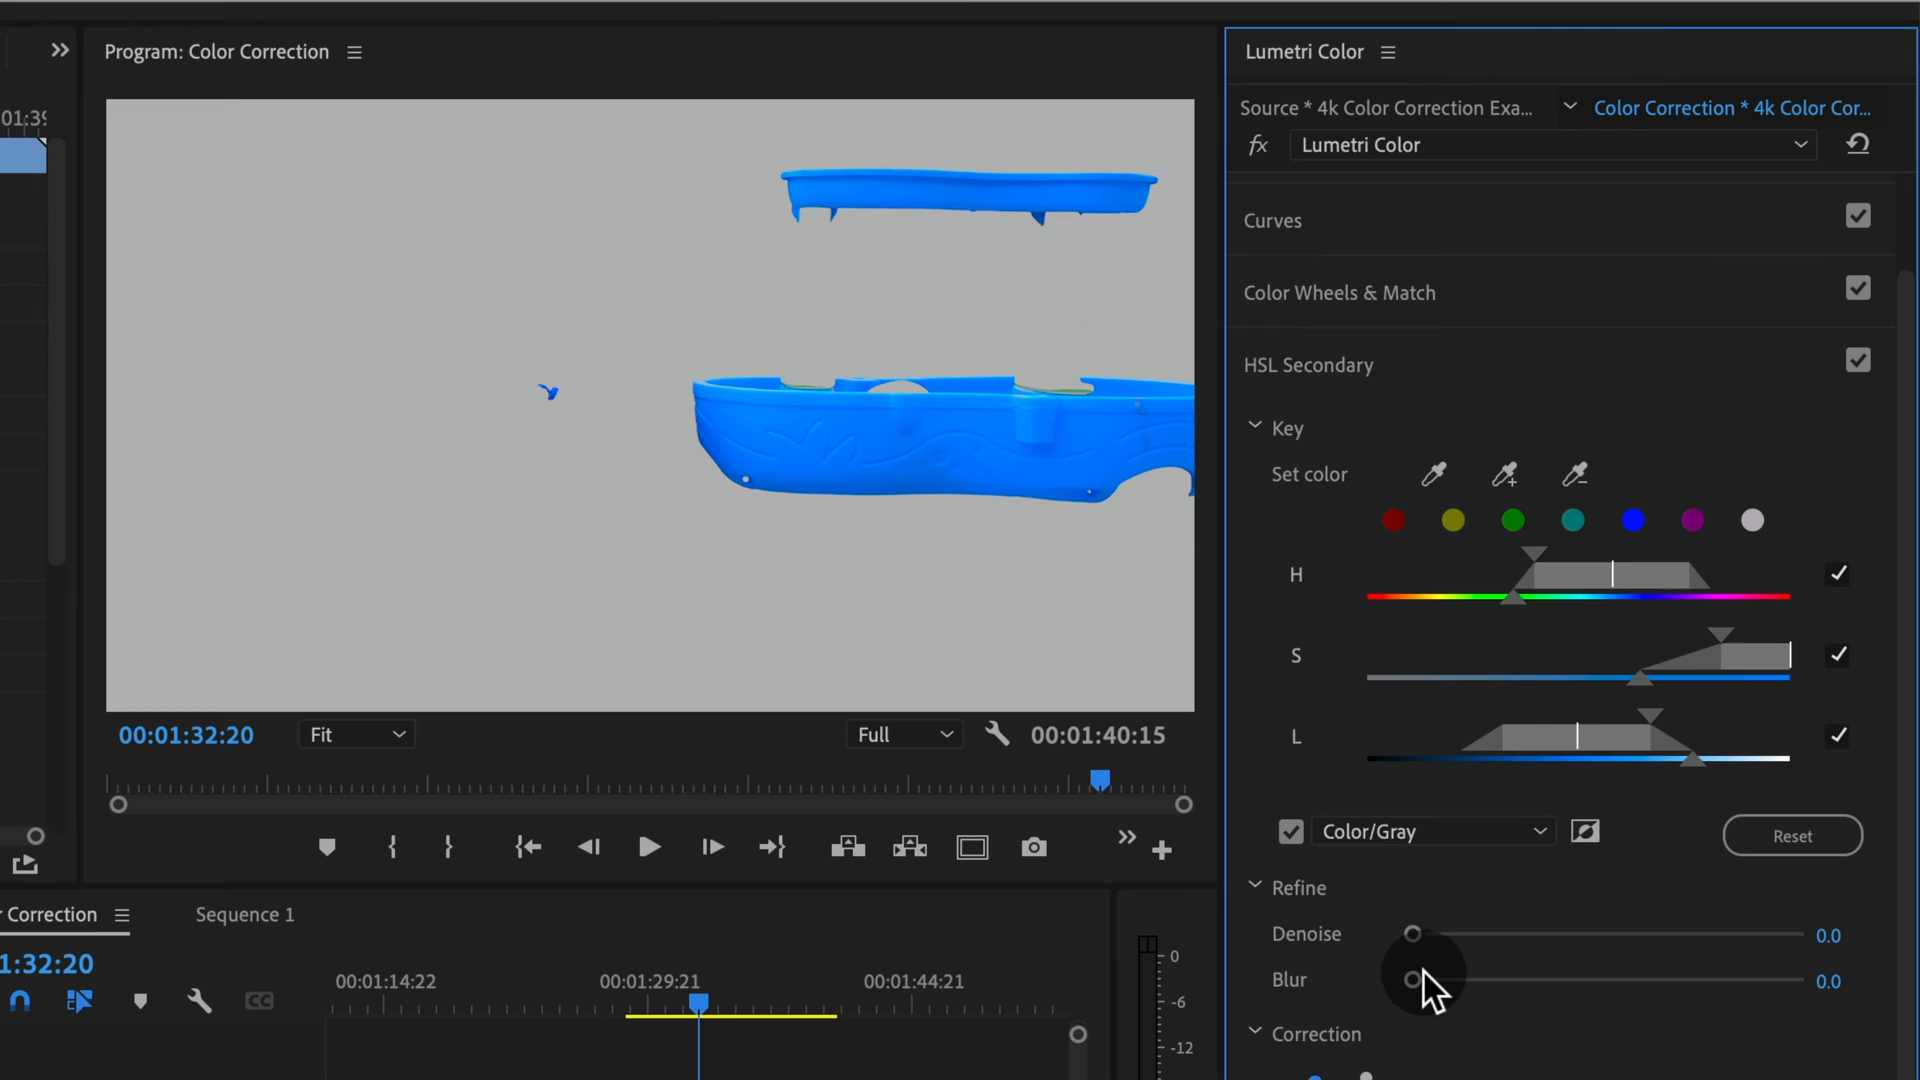 Program: Color Correction
Lumetri Color
Source * 4k Color Correction Exa...
Color Correction * 4k Color Cor...
fx
Lumetri Color
Curves
Color Wheels & Match
HSL Secondary
Key
Set color
H
S
L
Color/Gray
Reset
Refine
Denoise
0.0
Blur
0.0
Correction
00:01:32:20
Fit
Full
00:01:40:15
Correction
Sequence 1
1:32:20
CC
00:01:14:22
00:01:29:21
00:01:44:21
0
-6
-12